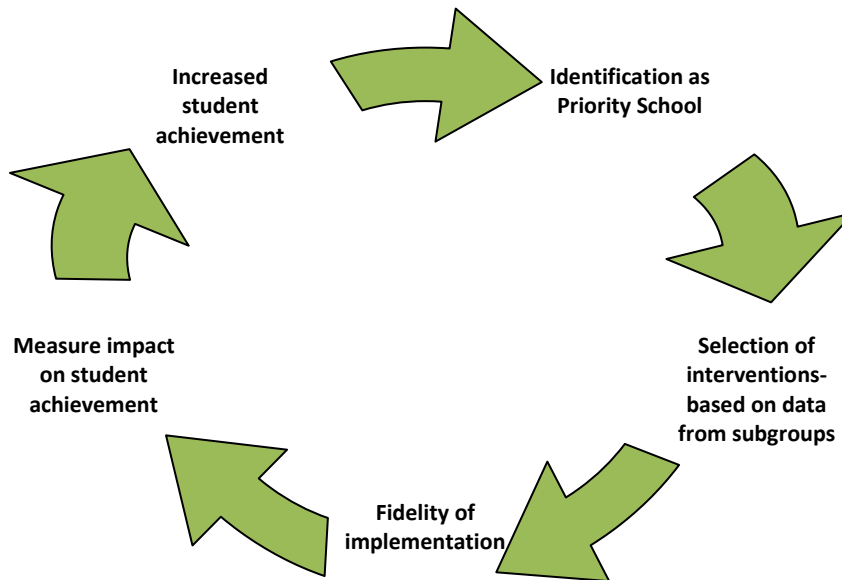 Increased
student
achievement
Identification as
Priority School
Selection of
interventions-
based on data
from subgroups
Fidelity of
implementation
Measure impact
on student
achievement